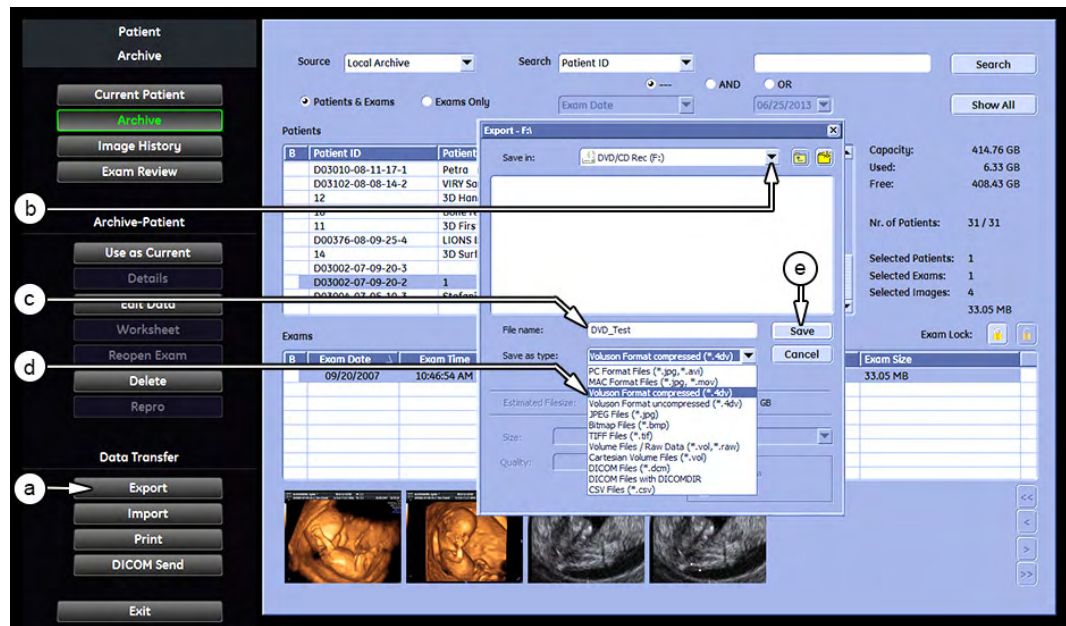 Patient
Archive
Current Patient
Archive
Image History
Exam Review
Archive-Patient
Use as Current
Details
Edit Data
Worksheet
Reopen Exam
Delete
Repro
Data Transfer
Export
Import
Print
DICOM Send
Exit
a
b
c
d
e
Source Local Archive Search Patient ID Search
--- AND OR
Patients & Exams Exams Only Exam Date 06/25/2013 Show All
Patients
B Patient ID Patient
D03010-08-11-17-1 Petra
D03102-08-08-14-2 VIRY Sa
12 3D Han
11 3D Firs
D00376-08-09-25-4 LIONS I
14 3D Surf
D03002-07-09-20-3
D03002-07-09-20-2 1
Export - F:\
Save in: DVD/CD Rec (F:)
File name: DVD_Test Save
Save as type: Voluson Format compressed (*.4dv) Cancel
PC Format Files (*.jpg,*.avi)
MAC Format Files (*.jpg, *.mov)
Voluson Format compressed (*.4dv)
Voluson Format uncompressed (*.4dv)
JPEG Files (*.jpg)
Bitmap Files (*.bmp)
TIFF Files (*.tif)
Volume Files / Raw Data (*.vol,*.raw)
Cartesian Volume Files (*.vol)
DICOM Files (*.dcm)
DICOM Files with DICOMDIR
CSV Files (*.csv)
Estimated Filesize: GB
Size:
Quality:
Capacity: 414.76 GB
Used: 6.33 GB
Free: 408.43 GB
Nr. of Patients: 31/31
Selected Patients: 1
Selected Exams: 1
Selected Images: 4
33.05 MB
Exam Lock:
Exams
B Exam Date Exam Time Exam Size
09/20/2007 10:46:54 AM 33.05 MB
<<
<
>
>>